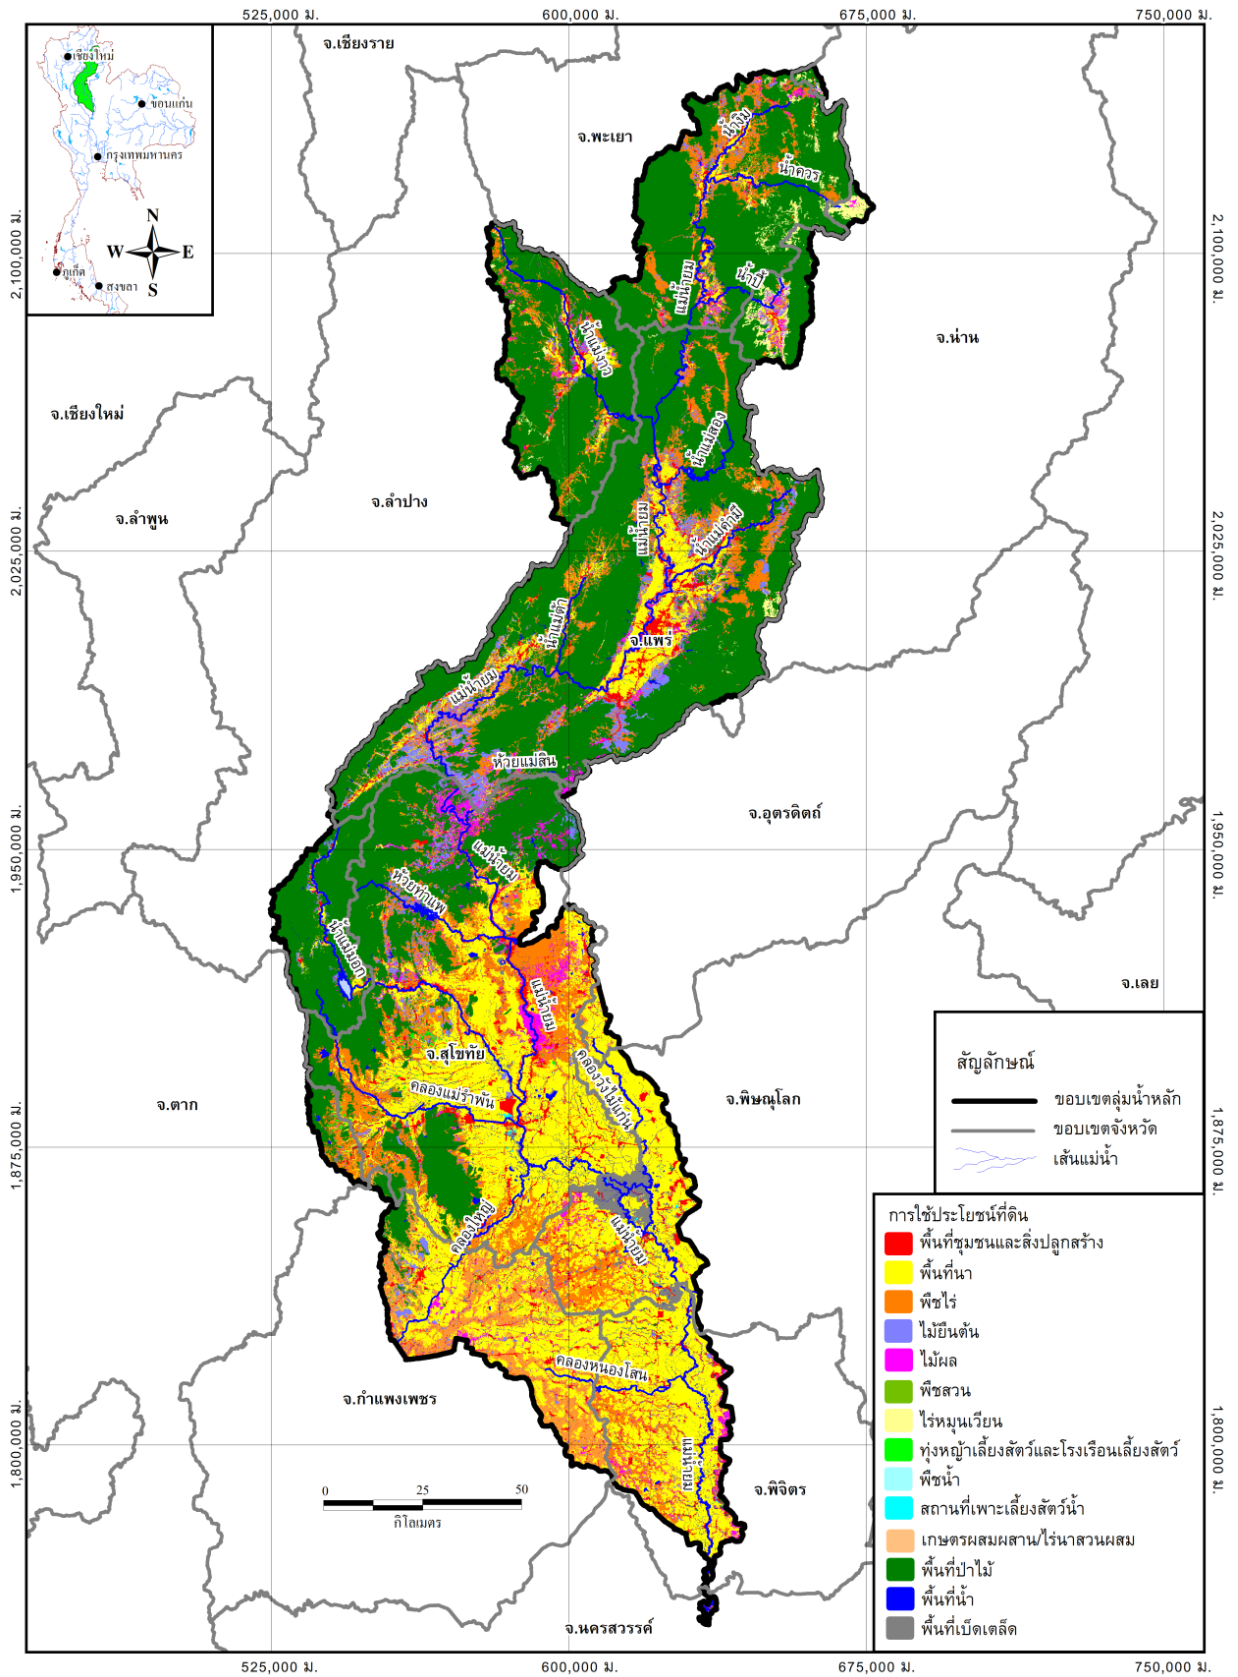 525,000 ม.
600,000 ม.
675,000 ม.
750,000 ม.
เชียงใหม่
ขอนแก่น
กรุงเทพมหานคร
ภูเก็ต
สงขลา
N
W
E
S
จ.เชียงราย
จ.พะเยา
จ.น่าน
จ.เชียงใหม่
จ.ลำพูน
จ.ลำปาง
จ.แพร่
จ.อุตรดิตถ์
จ.ตาก
จ.สุโขทัย
จ.พิษณุโลก
จ.เลย
จ.กำแพงเพชร
จ.พิจิตร
จ.นครสวรรค์
น้ำงิม
น้ำควร
แม่น้ำยม
น้ำปี้
น้ำแม่งาว
น้ำแม่สอง
แม่น้ำยม
น้ำแม่คำมี
น้ำแม่ต้า
แม่น้ำยม
ห้วยแม่สิน
แม่น้ำยม
ห้วยท่าแพ
น้ำแม่มอก
แม่น้ำยม
คลองวังไม้แก่น
คลองแม่รำพัน
คลองใหญ่
แม่น้ำยม
คลองหนองโสน
แม่น้ำยม
2,100,000 ม.
2,025,000 ม.
1,950,000 ม.
1,875,000 ม.
1,800,000 ม.
2,100,000 ม.
2,025,000 ม.
1,950,000 ม.
1,875,000 ม.
1,800,000 ม.
0 25 50
กิโลเมตร
สัญลักษณ์
ขอบเขตลุ่มน้ำหลัก
ขอบเขตจังหวัด
เส้นแม่น้ำ
การใช้ประโยชน์ที่ดิน
พื้นที่ชุมชนและสิ่งปลูกสร้าง
พื้นที่นา
พืชไร่
ไม้ยืนต้น
ไม้ผล
พืชสวน
ไร่หมุนเวียน
ทุ่งหญ้าเลี้ยงสัตว์และโรงเรือนเลี้ยงสัตว์
พืชน้ำ
สถานที่เพาะเลี้ยงสัตว์น้ำ
เกษตรผสมผสาน/ไร่นาสวนผสม
พื้นที่ป่าไม้
พื้นที่น้ำ
พื้นที่เบ็ดเตล็ด
525,000 ม.
600,000 ม.
675,000 ม.
750,000 ม.